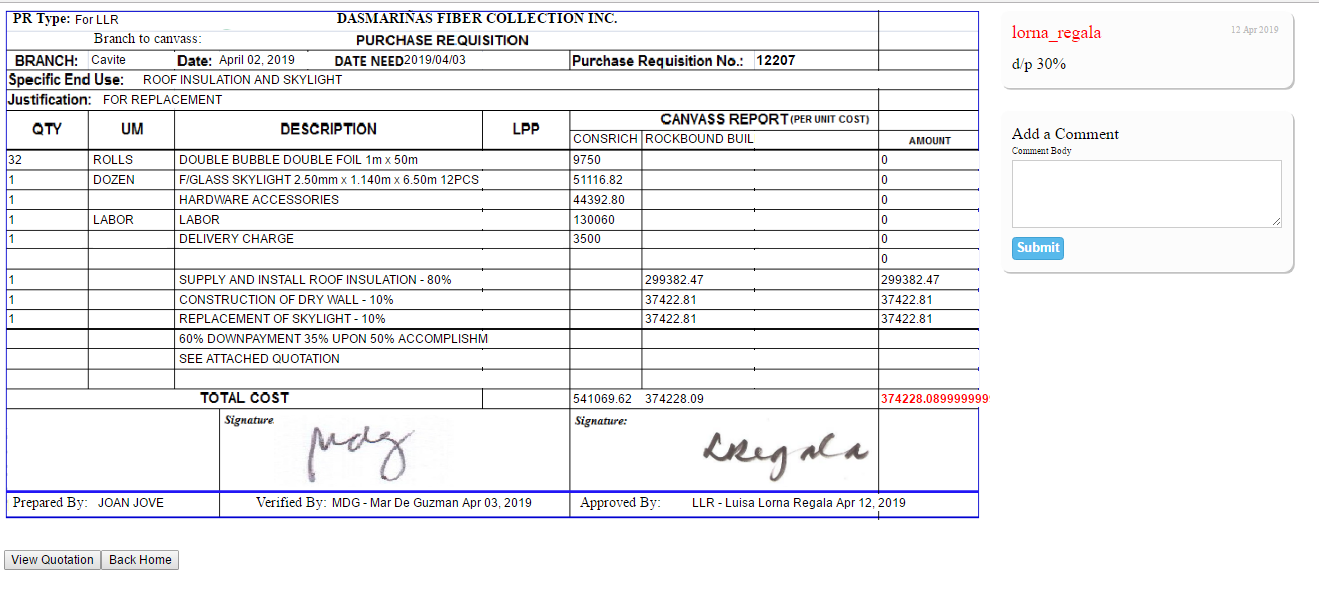 PR Type: For LLR DASMARIÑAS FIBER COLLECTION INC.
Branch to canvass: PURCHASE REQUISITION
BRANCH: Cavite Date: April 02, 2019 DATE NEED2019/04/03 Purchase Requisition No.: 12207
Specific End Use: ROOF INSULATION AND SKYLIGHT
Justification: FOR REPLACEMENT
QTY UM DESCRIPTION LPP CANVASS REPORT (PER UNIT COST)
CONSRICH ROCKBOUND BUIL AMOUNT
32 ROLLS DOUBLE BUBBLE DOUBLE FOIL 1m x 50m 9750 0
1 DOZEN F/GLASS SKYLIGHT 2.50mm x 1.140m x 6.50m 12PCS 51116.82 0
1 HARDWARE ACCESSORIES 44392.80 0
1 LABOR LABOR 130060 0
1 DELIVERY CHARGE 3500 0
0
1 SUPPLY AND INSTALL ROOF INSULATION - 80% 299382.47 299382.47
1 CONSTRUCTION OF DRY WALL - 10% 37422.81 37422.81
1 REPLACEMENT OF SKYLIGHT - 10% 37422.81 37422.81
60% DOWNPAYMENT 35% UPON 50% ACCOMPLISHM
SEE ATTACHED QUOTATION
TOTAL COST 541069.62 374228.09 374228.089999999
Signature Signature:
Mdg LRegala
Prepared By: JOAN JOVE Verified By: MDG - Mar De Guzman Apr 03, 2019 Approved By: LLR - Luisa Lorna Regala Apr 12, 2019
View Quotation Back Home
lorna_regala 12 Apr 2019
d/p 30%
Add a Comment
Comment Body
Submit